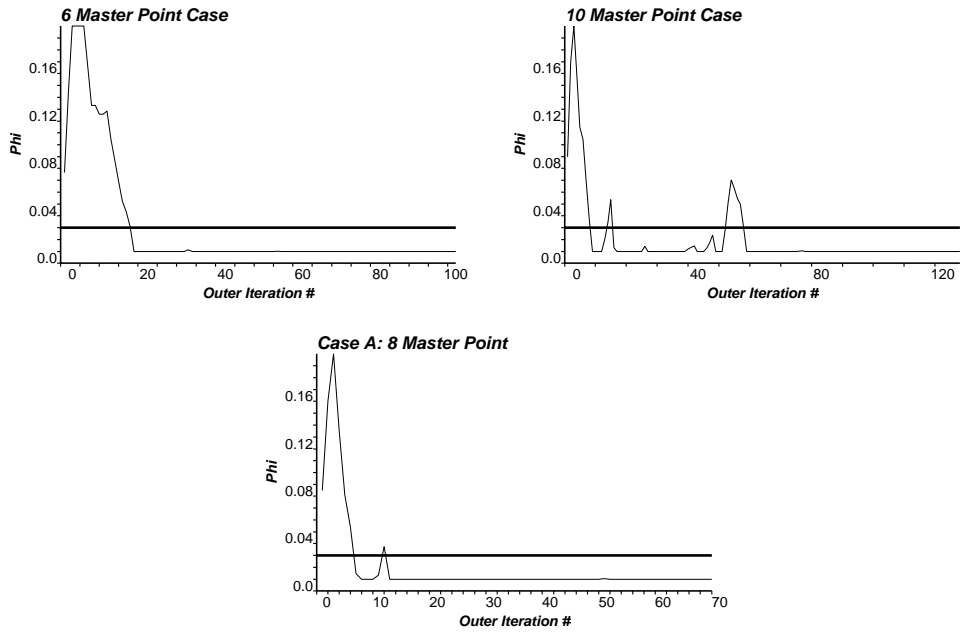 6 Master Point Case
0.16
0.12
0.08
0.04
0.0
Phi
0 20 40 60 80 100
Outer Iteration #
10 Master Point Case
0.16
0.12
0.08
0.04
0.0
Phi
0 40 80 120
Outer Iteration #
Case A: 8 Master Point
0.16
0.12
0.08
0.04
0.0
Phi
0 10 20 30 40 50 60 70
Outer Iteration #